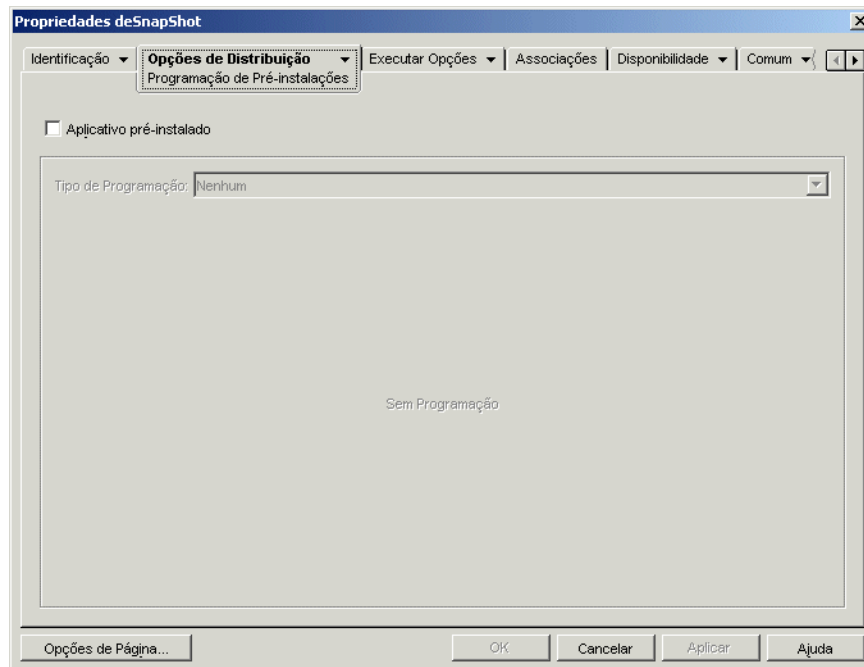 Propriedades deSnapShot
Identificação
Opções de Distribuição
Executar Opções
Associações
Disponibilidade
Comum
Programação de Pré-instalações
Aplicativo pré-instalado
Tipo de Programação: Nenhum
Sem Programação
Opções de Página...
OK
Cancelar
Aplicar
Ajuda